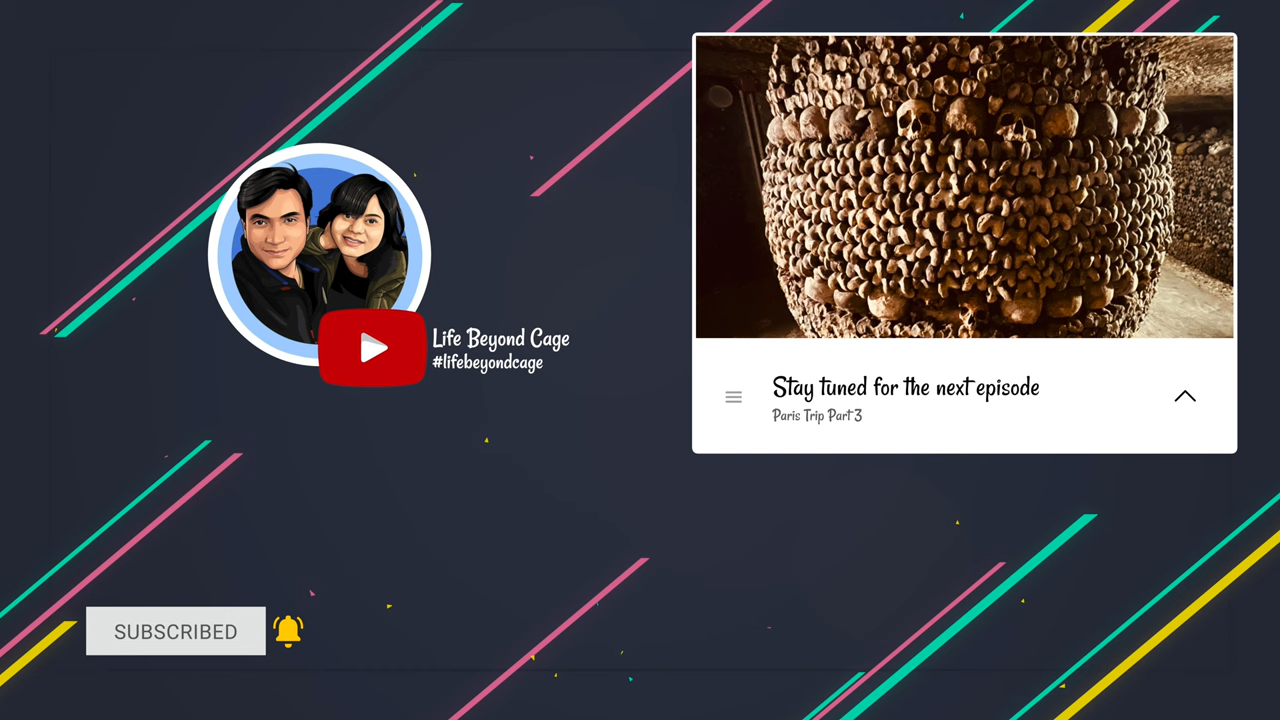 Life Beyond Cage
#lifebeyondcage
Stay tuned for the next episode
Paris Trip Part 3
SUBSCRIBED